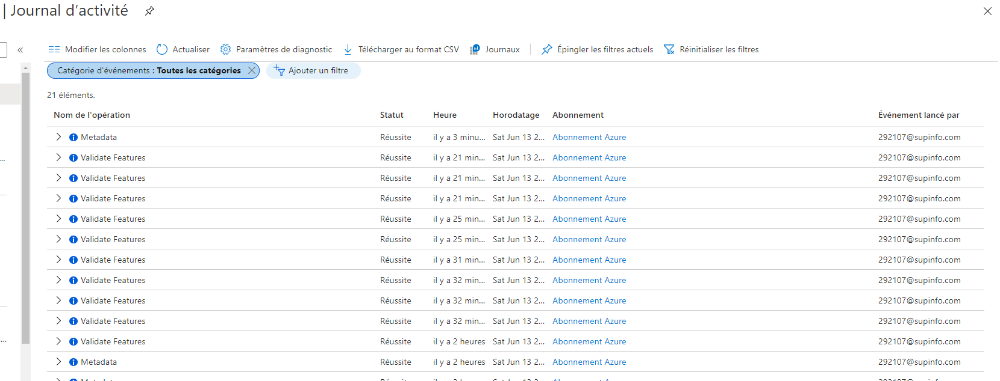 | Journal d'activité
Modifier les colonnes Actualiser Paramètres de diagnostic Télécharger au format CSV Journaux Épingler les filtres actuels Réinitialiser les filtres
Catégorie d'événements : Toutes les catégories Ajouter un filtre
21 éléments.
Nom de l'opération Statut Heure Horodatage Abonnement Événement lancé par
Metadata Réussite il y a 3 minu... Sat Jun 13 2... Abonnement Azure 292107@supinfo.com
Validate Features Réussite il y a 21 min... Sat Jun 13 2... Abonnement Azure 292107@supinfo.com
Validate Features Réussite il y a 21 min... Sat Jun 13 2... Abonnement Azure 292107@supinfo.com
Validate Features Réussite il y a 21 min... Sat Jun 13 2... Abonnement Azure 292107@supinfo.com
Validate Features Réussite il y a 25 min... Sat Jun 13 2... Abonnement Azure 292107@supinfo.com
Validate Features Réussite il y a 25 min... Sat Jun 13 2... Abonnement Azure 292107@supinfo.com
Validate Features Réussite il y a 31 min... Sat Jun 13 2... Abonnement Azure 292107@supinfo.com
Validate Features Réussite il y a 32 min... Sat Jun 13 2... Abonnement Azure 292107@supinfo.com
Validate Features Réussite il y a 32 min... Sat Jun 13 2... Abonnement Azure 292107@supinfo.com
Validate Features Réussite il y a 32 min... Sat Jun 13 2... Abonnement Azure 292107@supinfo.com
Validate Features Réussite il y a 2 heures Sat Jun 13 2... Abonnement Azure 292107@supinfo.com
Metadata Réussite il y a 2 heures Sat Jun 13 2... Abonnement Azure 292107@supinfo.com